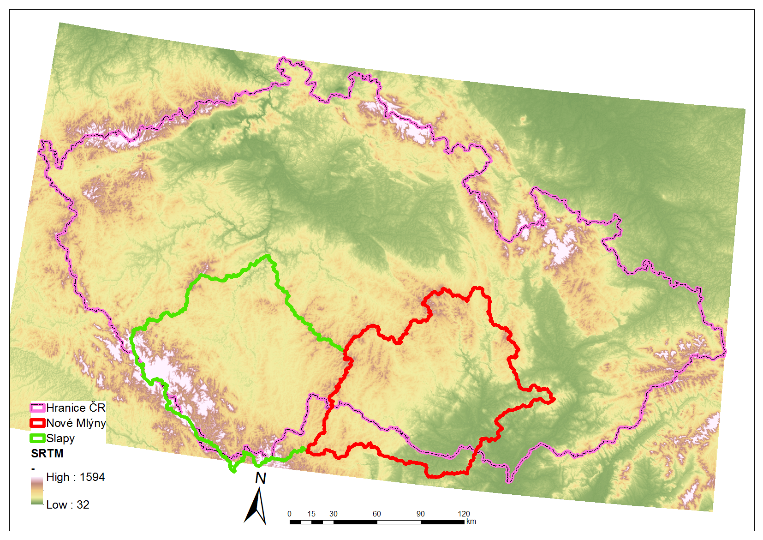 Hranice ČR
Nové Mlýny
Slapy
SRTM
-
High : 1594
Low : 32
N
0 15 30 60 90 120
km